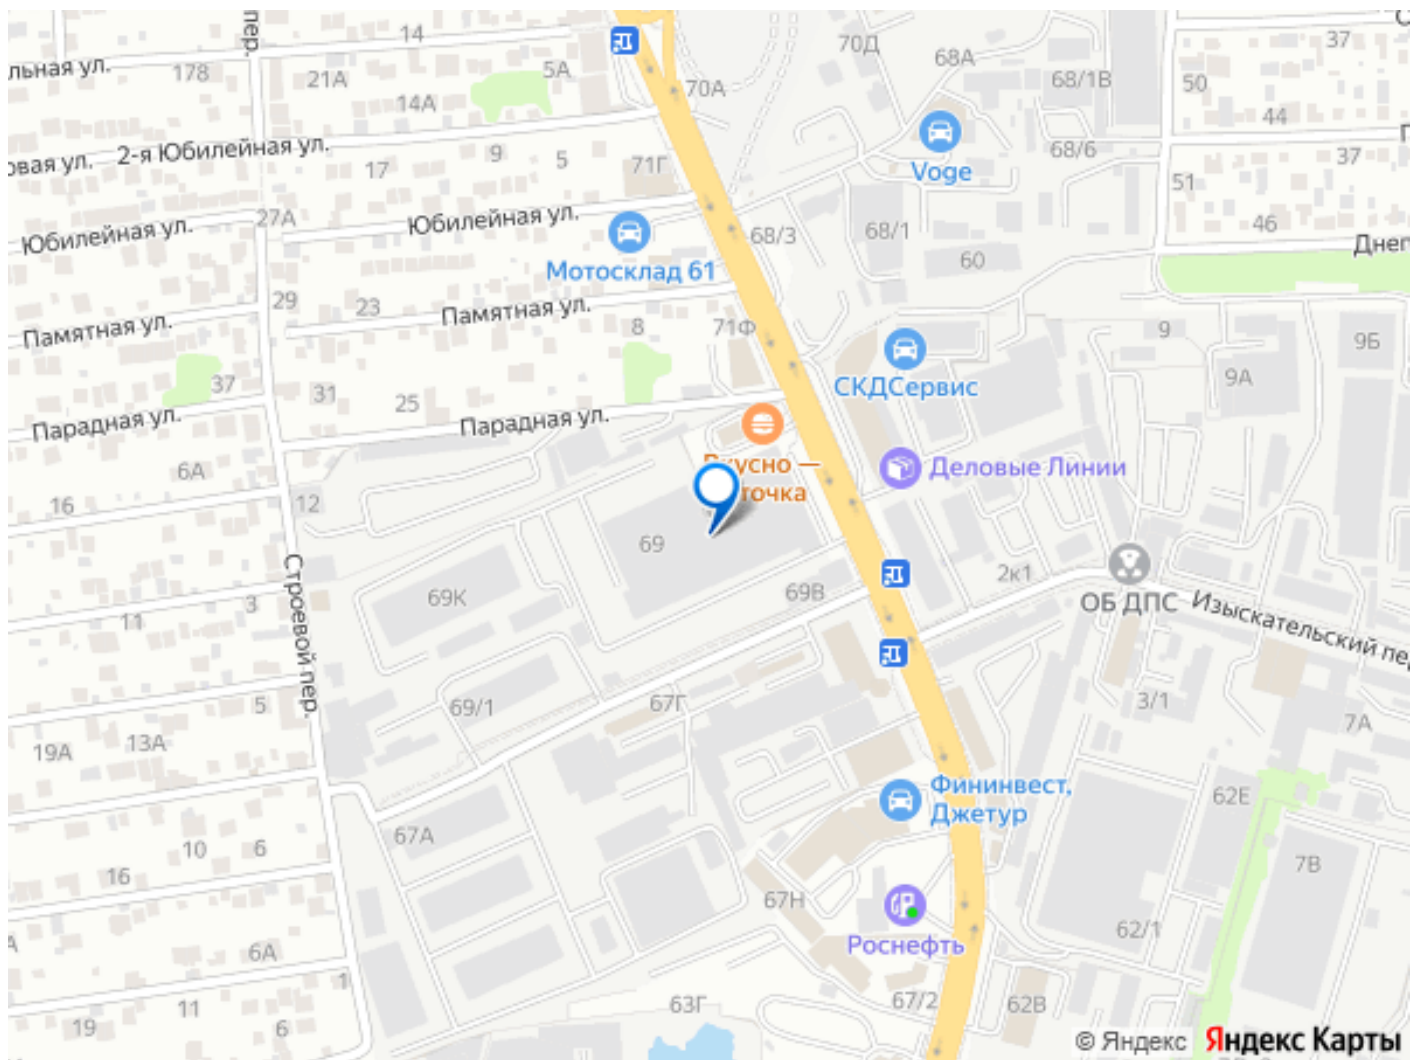 14
пер.
льная ул.
178
21А
5А
14А
70А
70Д
68А
68/1В
37
50
44
37
2-я Юбилейная ул.
овая ул.
17
9
5
71Г
Voge
68/6
51
46
Юбилейная ул.
27А
Юбилейная ул.
68/3
68/1
60
Днеп
Мотосклад 61
29
23
Памятная ул.
Памятная ул.
8
71Ф
9
9Б
СКДСервис
9А
37
31
25
Парадная ул.
Парадная ул.
6А
16
12
Вкусно —
точка
Деловые Линии
69
69К
69В
2к1
ОБ ДПС
Изыскательский пе
Строевой пер.
3
11
5
19А
13А
69/1
67Г
3/1
7А
Фининвест,
Джетур
62Е
67А
10
6
16
7В
67Н
Роснефть
62/1
6А
1
11
19
6
63Г
67/2
62В
© Яндекс
Яндекс Карты